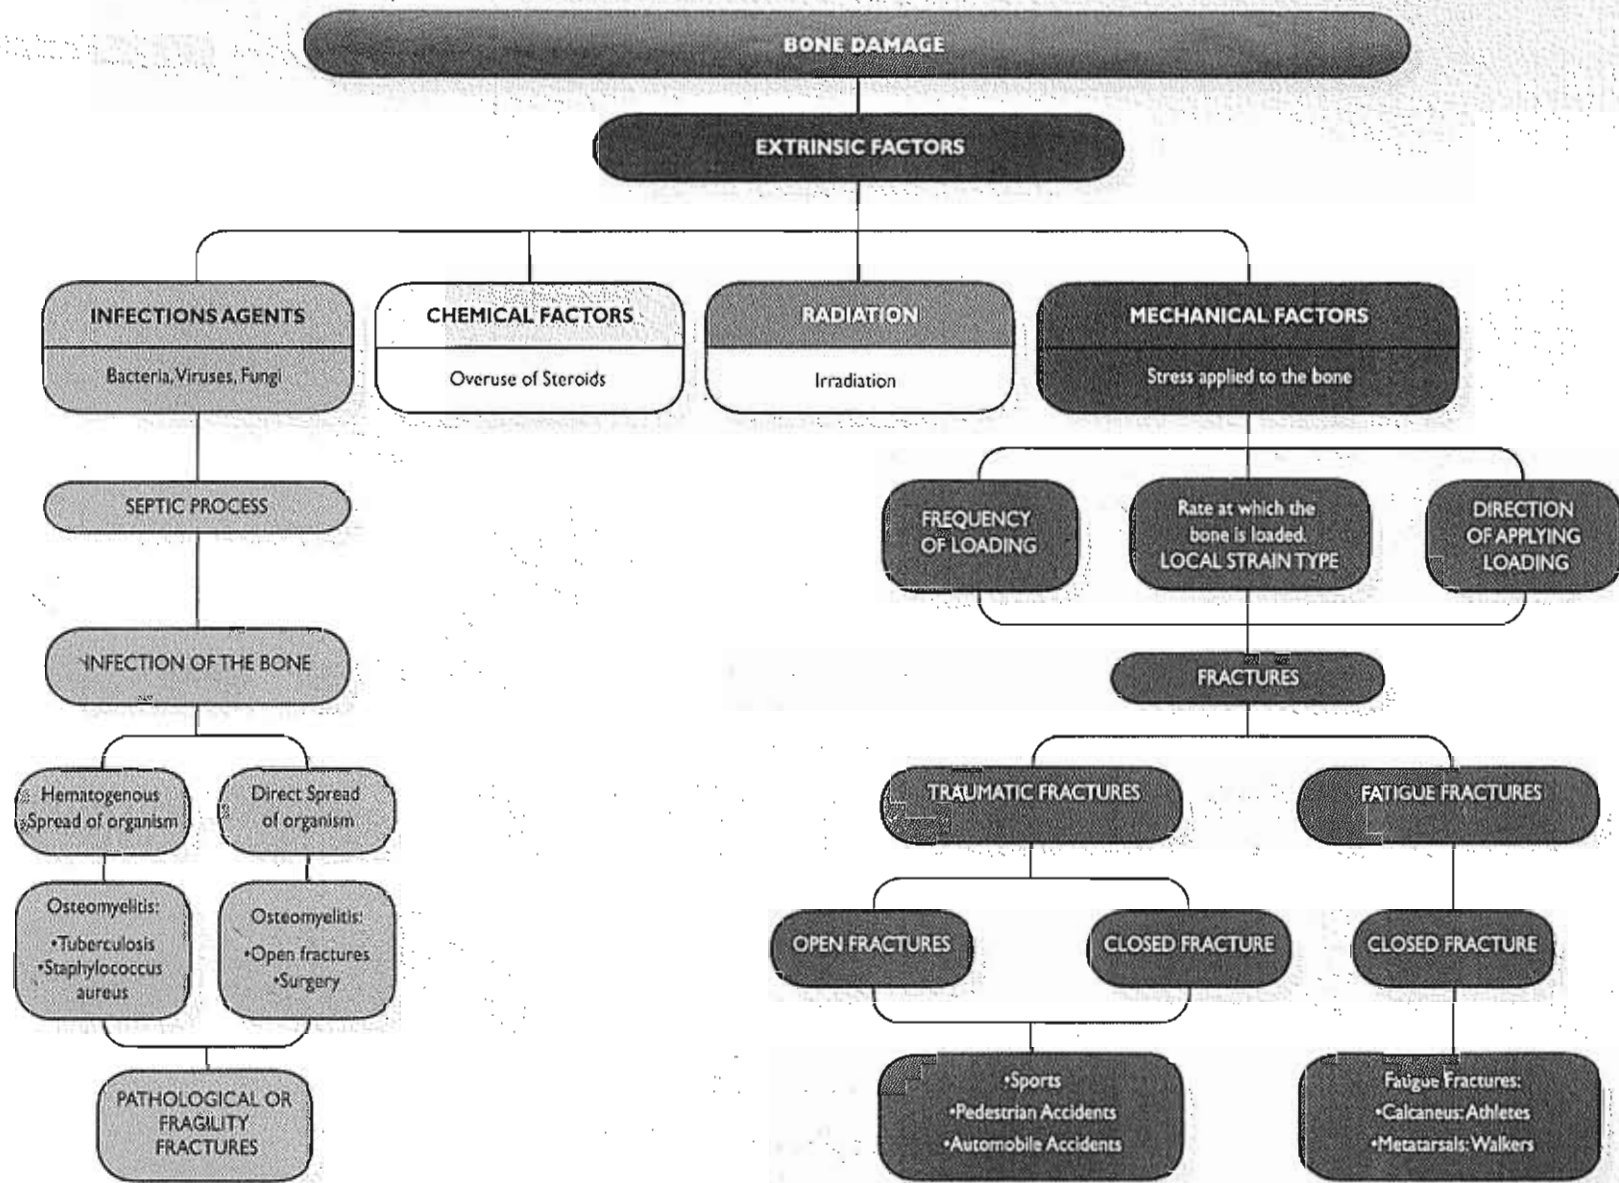 BONE DAMAGE
EXTRINSIC FACTORS
INFECTIONS AGENTS
Bacteria, Viruses, Fungi
CHEMICAL FACTORS
Overuse of Steroids
RADIATION
Irradiation
MECHANICAL FACTORS
Stress applied to the bone
SEPTIC PROCESS
FREQUENCY
OF LOADING
Rate at which the
bone is loaded.
LOCAL STRAIN TYPE
DIRECTION
OF APPLYING
LOADING
INFECTION OF THE BONE
FRACTURES
Hematogenous
Spread of organism
Direct Spread
of organism
TRAUMATIC FRACTURES
FATIGUE FRACTURES
Osteomyelitis:
•Tuberculosis
•Staphylococcus
aureus
Osteomyelitis:
•Open fractures
•Surgery
OPEN FRACTURES
CLOSED FRACTURE
CLOSED FRACTURE
PATHOLOGICAL OR
FRAGILITY
FRACTURES
•Sports
•Pedestrian Accidents
•Automobile Accidents
Fatigue Fractures:
•Calcaneus: Athletes
•Metatarsals: Walkers